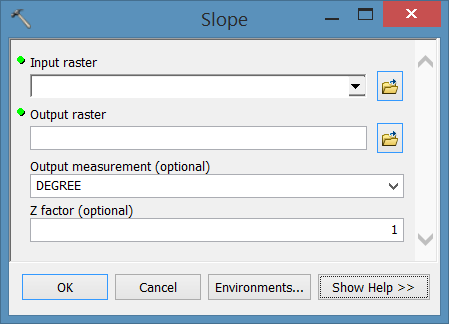 Slope
Input raster
Output raster
Output measurement (optional)
DEGREE
Z factor (optional)
1
OK Cancel Environments... Show Help >>